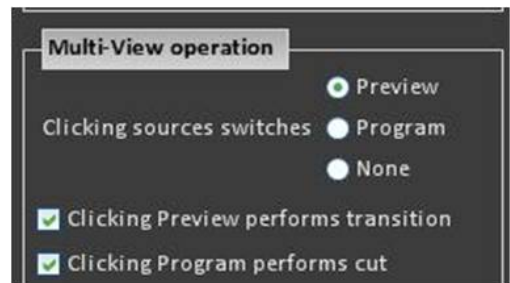 Multi-View operation
Preview
Clicking sources switches Program
None
Clicking Preview performs transition
Clicking Program performs cut